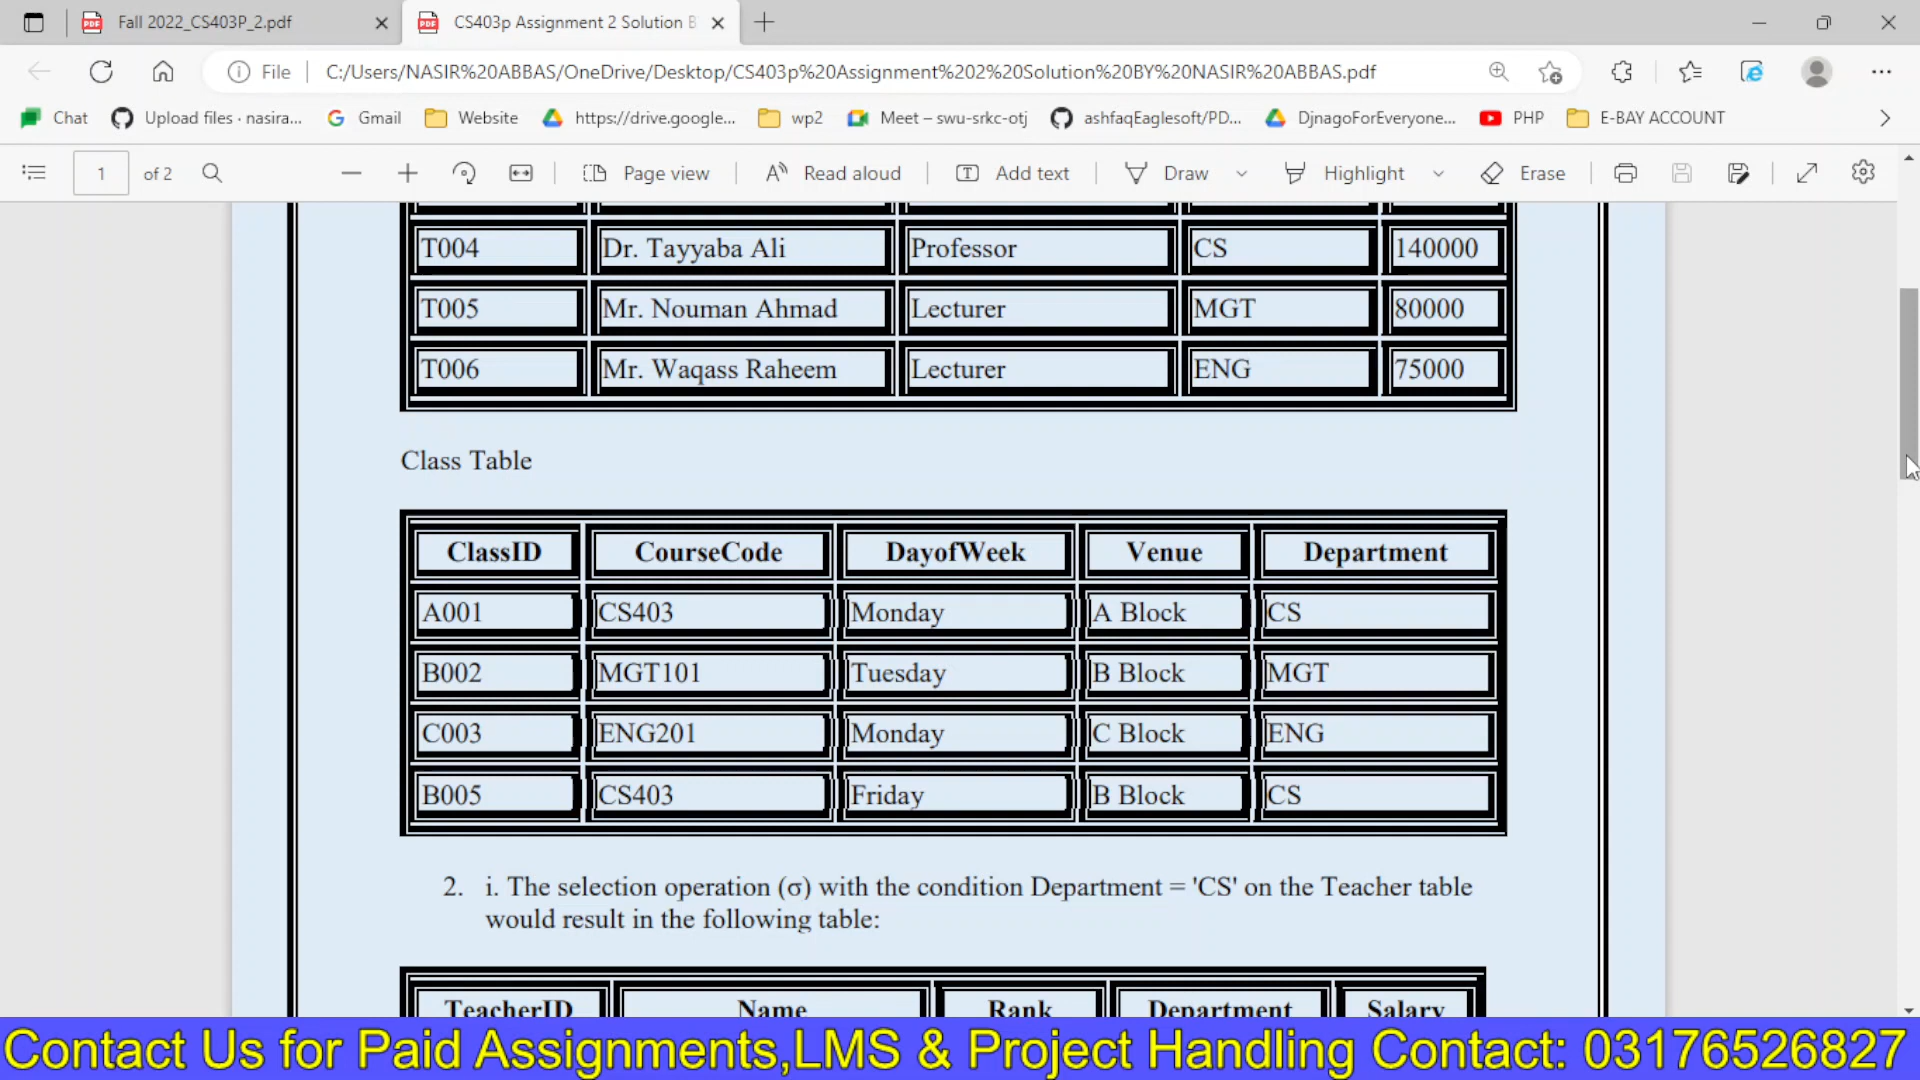 Fall 2022_CS403P_2.pdf
CS403p Assignment 2 Solution B
File
C:/Users/NASIR%20ABBAS/OneDrive/Desktop/CS403p%20Assignment%202%20Solution%20BY%20NASIR%20ABBAS.pdf
Chat
Upload files · nasira...
Gmail
Website
https://drive.google...
wp2
Meet – swu-srkc-otj
ashfaqEaglesoft/PD...
DjnagoForEveryone...
PHP
E-BAY ACCOUNT
1 of 2
Page view
Read aloud
Add text
Draw
Highlight
Erase
T004 Dr. Tayyaba Ali Professor CS 140000
T005 Mr. Nouman Ahmad Lecturer MGT 80000
T006 Mr. Waqass Raheem Lecturer ENG 75000
Class Table
ClassID CourseCode DayofWeek Venue Department
A001 CS403 Monday A Block CS
B002 MGT101 Tuesday B Block MGT
C003 ENG201 Monday C Block ENG
B005 CS403 Friday B Block CS
2. i. The selection operation (σ) with the condition Department = 'CS' on the Teacher table
would result in the following table:
TeacherID Name Rank Department Salary
Contact Us for Paid Assignments,LMS & Project Handling Contact: 03176526827